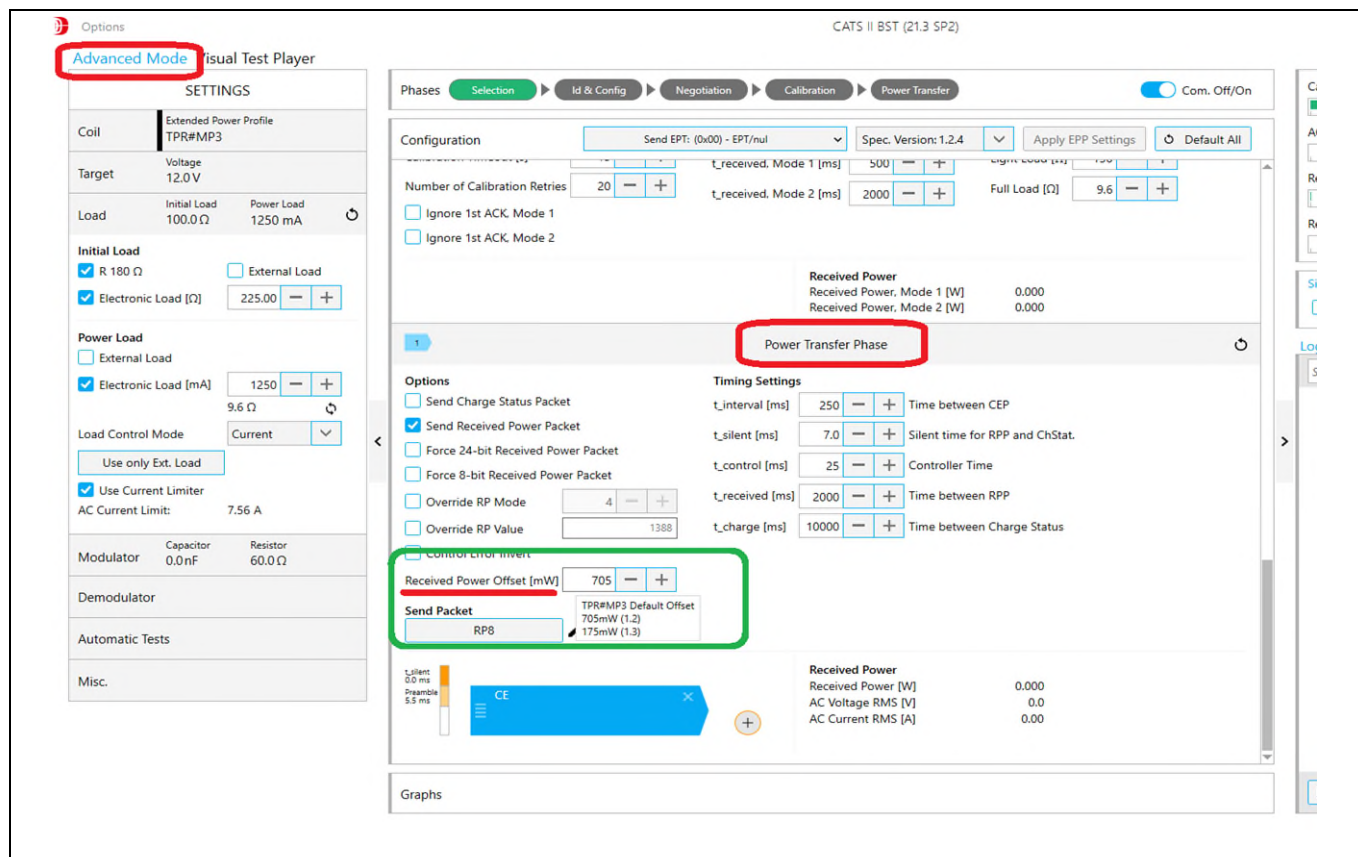 Options
CATS II BST (21.3 SP2)
Advanced Mode
Visual Test Player
SETTINGS
Coil
Extended Power Profile
TPR#MP3
Target
Voltage
12.0 V
Load
Initial Load
100.0 Ω
Power Load
1250 mA
Initial Load
R 180 Ω
External Load
Electronic Load [Ω]
225.00
Power Load
External Load
Electronic Load [mA]
1250
9.6 Ω
Load Control Mode
Current
Use only Ext. Load
Use Current Limiter
AC Current Limit: 7.56 A
Modulator
Capacitor
0.0 nF
Resistor
60.0 Ω
Demodulator
Automatic Tests
Misc.
Phases
Selection
Id & Config
Negotiation
Calibration
Power Transfer
Com. Off/On
Configuration
Send EPT: (0x00) - EPT/nul
Spec. Version: 1.2.4
Apply EPP Settings
Default All
t_received, Mode 1 [ms] 500
Number of Calibration Retries 20
t_received, Mode 2 [ms] 2000
Full Load [Ω] 9.6
Ignore 1st ACK, Mode 1
Ignore 1st ACK, Mode 2
Received Power
Received Power, Mode 1 [W] 0.000
Received Power, Mode 2 [W] 0.000
1
Power Transfer Phase
Options
Send Charge Status Packet
Send Received Power Packet
Force 24-bit Received Power Packet
Force 8-bit Received Power Packet
Override RP Mode 4
Override RP Value 1388
Control Error Invert
Received Power Offset [mW] 705
TPR#MP3 Default Offset
705mW (1.2)
175mW (1.3)
Send Packet
RP8
Timing Settings
t_interval [ms] 250 Time between CEP
t_silent [ms] 7.0 Silent time for RPP and ChStat.
t_control [ms] 25 Controller Time
t_received [ms] 2000 Time between RPP
t_charge [ms] 10000 Time between Charge Status
t_silent
0.0 ms
Preamble
5.5 ms
CE
Received Power
Received Power [W] 0.000
AC Voltage RMS [V] 0.0
AC Current RMS [A] 0.00
Graphs